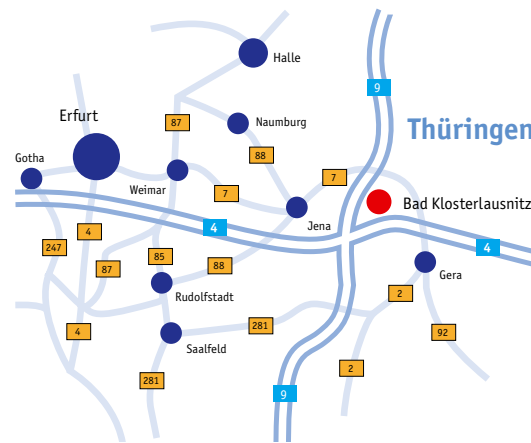 Halle
9
Erfurt
87
Naumburg
Thüringen
Gotha
88
7
Weimar
7
Bad Klosterlausnitz
Jena
4
4
4
247
85
88
87
Gera
Rudolfstadt
2
281
4
92
Saalfeld
2
281
9